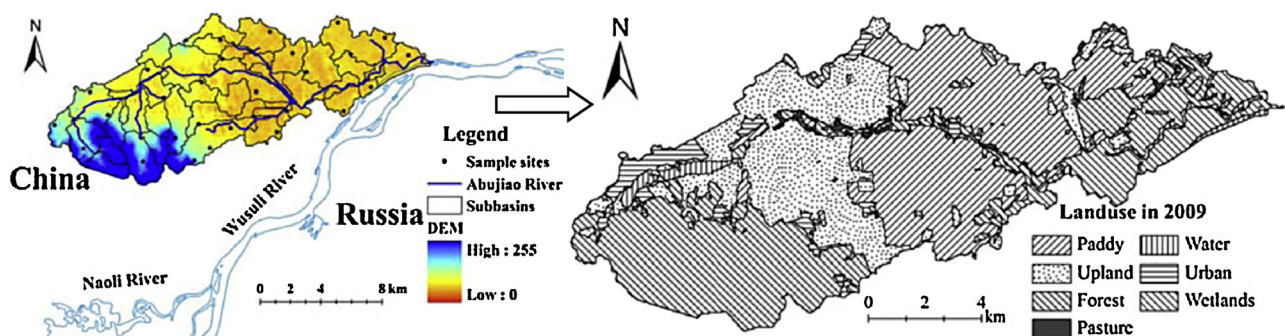 N
China
Wusuli River
Russia
Naoli River
Legend
Sample sites
Abujiao River
Subbasins
DEM
High : 255
Low : 0
0 2 4 8 km
N
Landuse in 2009
Paddy
Water
Upland
Urban
Forest
Wetlands
Pasture
0 2 4
km